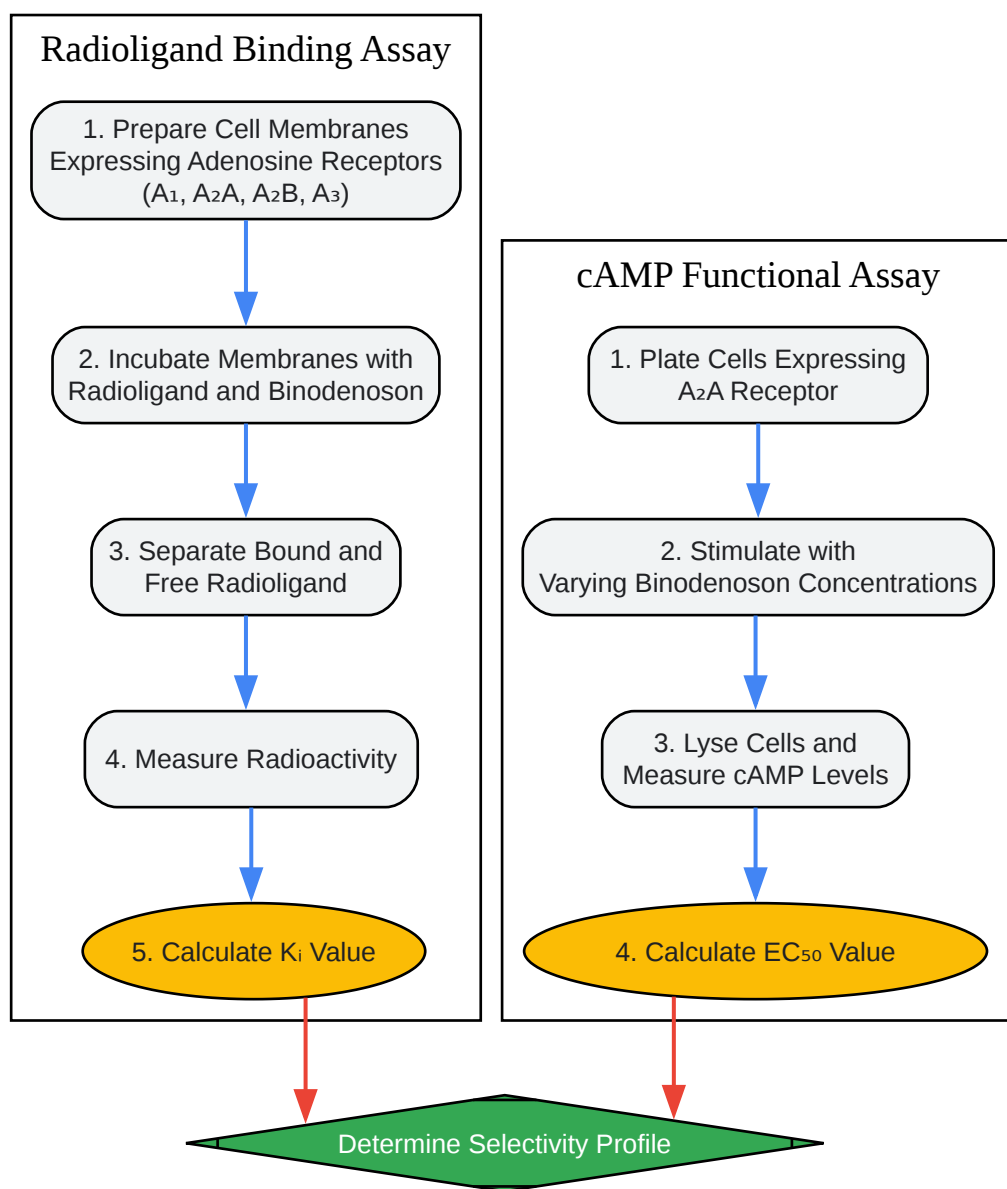 Radioligand Binding Assay
1. Prepare Cell Membranes
Expressing Adenosine Receptors
(A₁, A₂A, A₂B, A₃)
2. Incubate Membranes with
Radioligand and Binodenoson
3. Separate Bound and
Free Radioligand
4. Measure Radioactivity
5. Calculate Kᵢ Value
cAMP Functional Assay
1. Plate Cells Expressing
A₂A Receptor
2. Stimulate with
Varying Binodenoson Concentrations
3. Lyse Cells and
Measure cAMP Levels
4. Calculate EC₅₀ Value
Determine Selectivity Profile